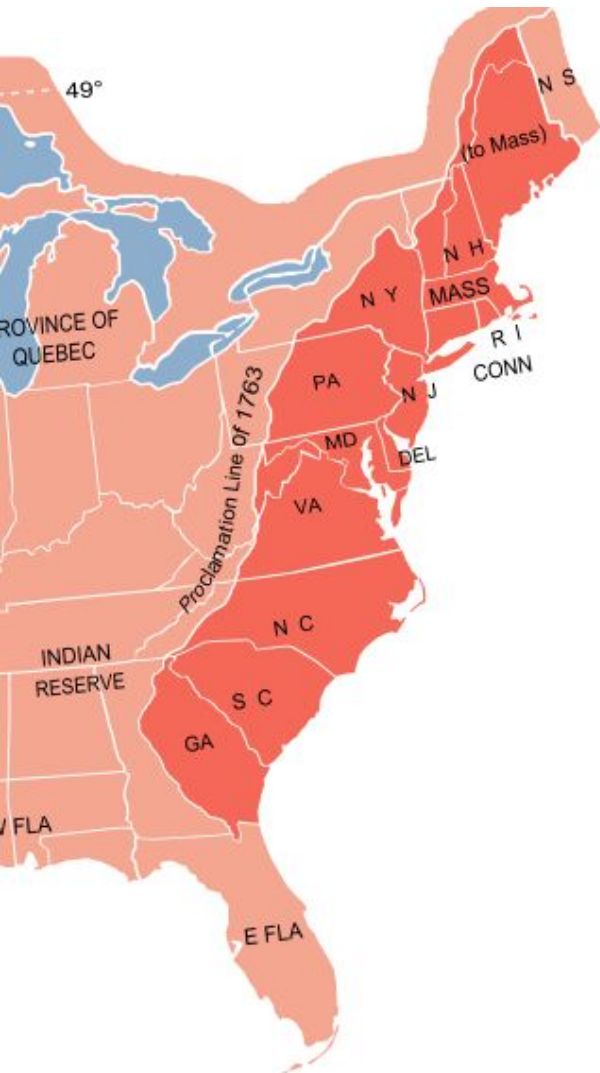 49°
N S
(to Mass)
N H
N Y
MASS
ROVINCE OF
QUEBEC
R I
CONN
PA
N J
Proclamation Line of 1763
MD
DEL
VA
N C
INDIAN
RESERVE
S C
GA
FLA
E FLA